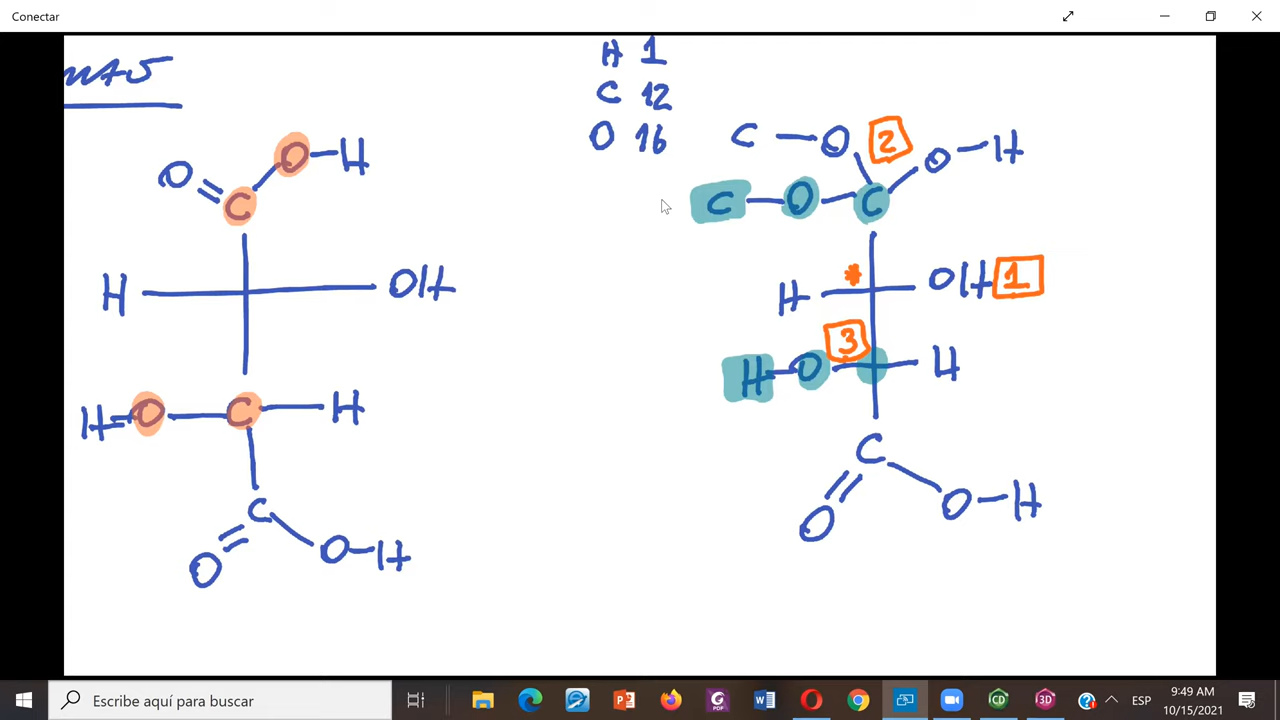 Conectar
H 1
C 12
O 16
O O—H
C
H OH
H—O C H
C
O O—H
C—O 2 O—H
C—O C
* H OH 1
3
H—O H
C
O O—H
Escribe aquí para buscar
ESP
9:49 AM
10/15/2021